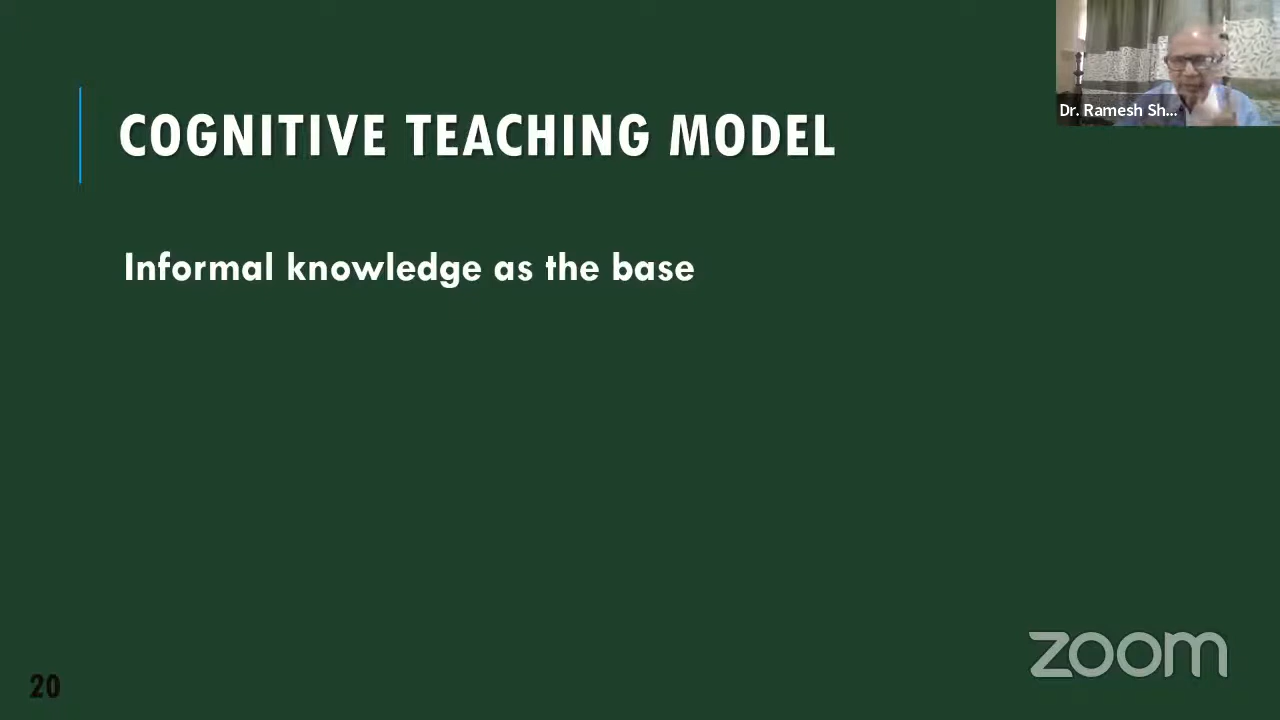 Dr. Ramesh Sh...
COGNITIVE TEACHING MODEL
Informal knowledge as the base
zoom
20